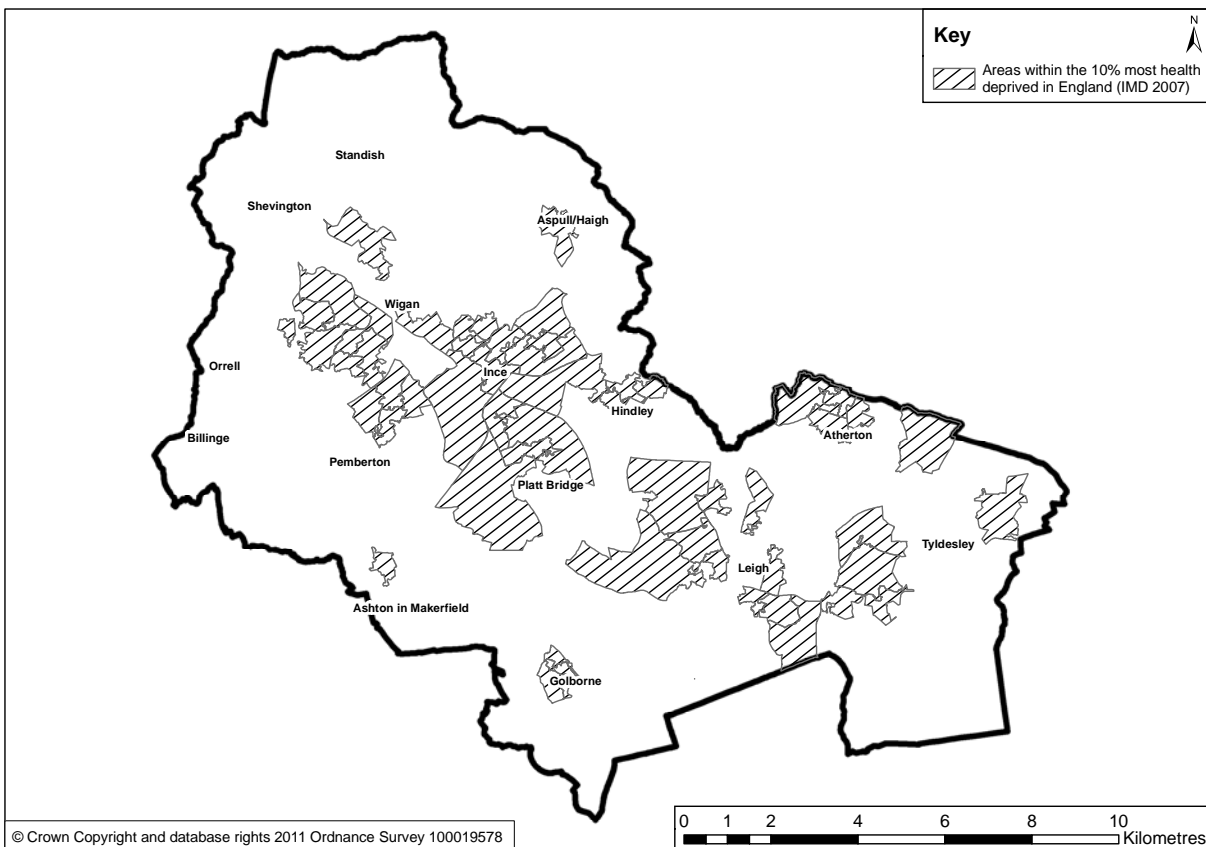 Key
N
Areas within the 10% most health
deprived in England (IMD 2007)
Standish
Shevington
Aspull/Haigh
Wigan
Orrell
Ince
Hindley
Billinge
Atherton
Pemberton
Platt Bridge
Tyldesley
Leigh
Ashton in Makerfield
Golborne
0 1 2 4 6 8 10
Kilometres
© Crown Copyright and database rights 2011 Ordnance Survey 100019578